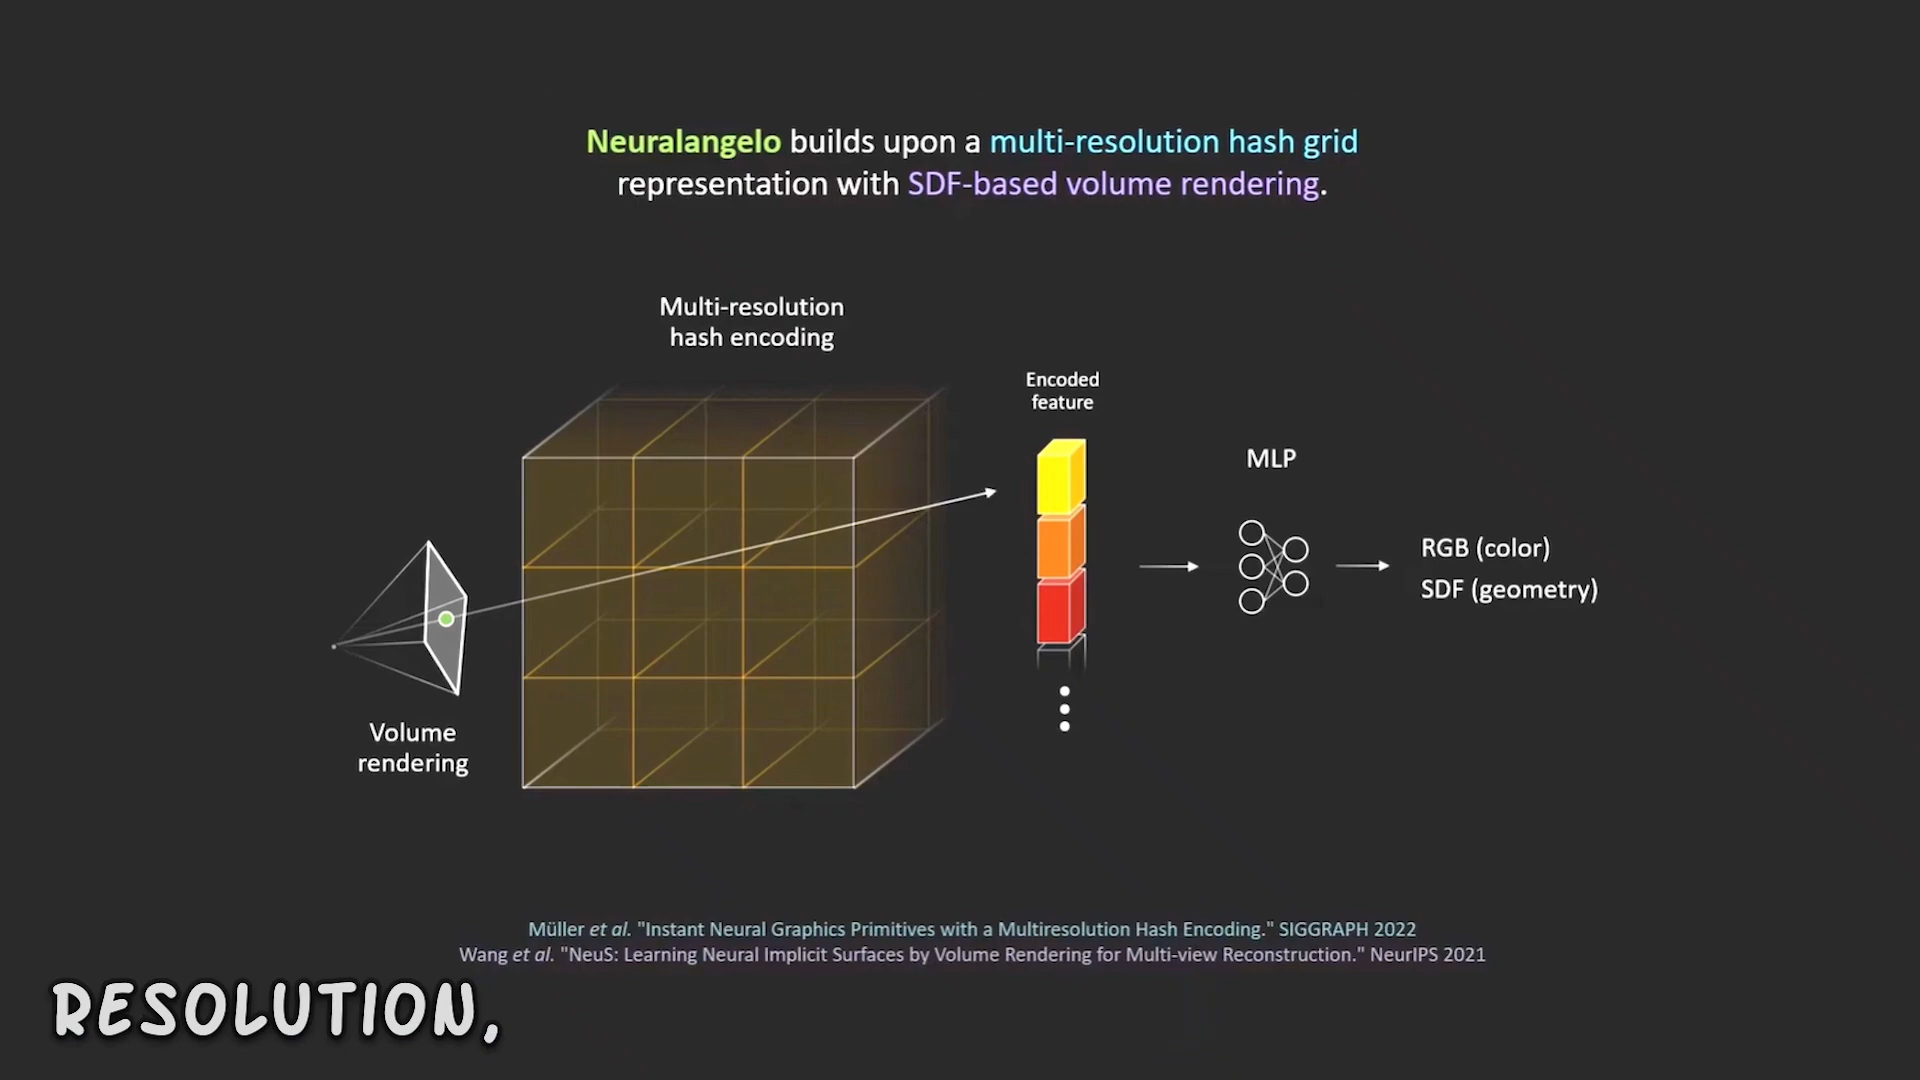 Neuralangelo builds upon a multi-resolution hash grid
representation with SDF-based volume rendering.
Multi-resolution
hash encoding
Encoded
feature
MLP
RGB (color)
SDF (geometry)
Volume
rendering
Müller et al. "Instant Neural Graphics Primitives with a Multiresolution Hash Encoding." SIGGRAPH 2022
Wang et al. "NeuS: Learning Neural Implicit Surfaces by Volume Rendering for Multi-view Reconstruction." NeurIPS 2021
RESOLUTION,